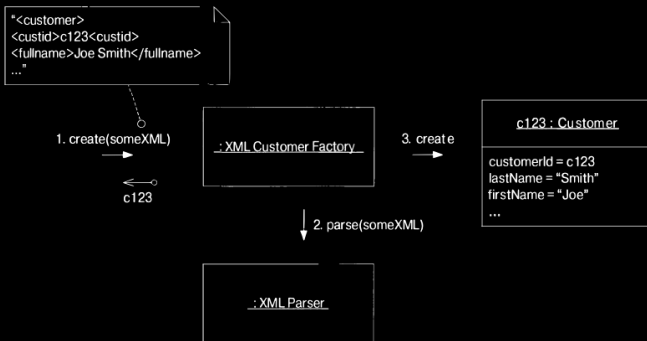 “<customer>
<custid>c123<custid>
<fullname>Joe Smith</fullname>
...”
1. create(someXML)
c123
: XML Customer Factory
3. create
c123 : Customer
customerId = c123
lastName = “Smith”
firstName = “Joe”
...
2. parse(someXML)
: XML Parser